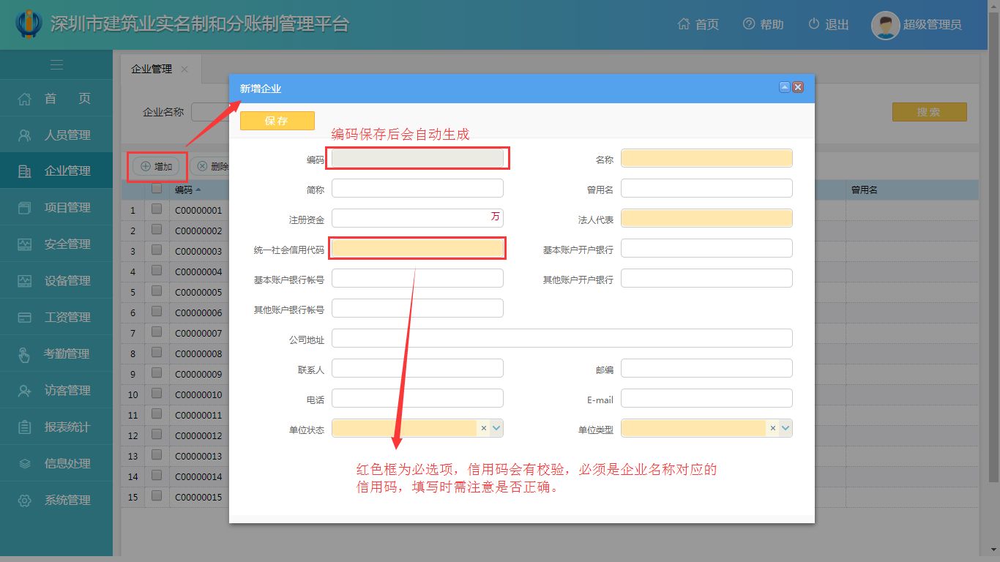 深圳市建筑业实名制和分账制管理平台
首页 帮助 退出 超级管理员
首 页
人员管理
企业管理
项目管理
安全管理
设备管理
工资管理
考勤管理
访客管理
报表统计
信息处理
系统管理
企业管理
企业名称
搜索
增加 删除
编码 曾用名
1 C00000001
2 C00000002
3 C00000003
4 C00000004
5 C00000005
6 C00000006
7 C00000007
8 C00000008
9 C00000009
10 C00000010
11 C00000011
12 C00000012
13 C00000013
14 C00000014
15 C00000015
新增企业
保存
编码保存后会自动生成
编码 名称
简称 曾用名
注册资金 万 法人代表
统一社会信用代码 基本账户开户银行
基本账户银行帐号 其他账户开户银行
其他账户银行帐号
公司地址
联系人 邮编
电话 E-mail
单位状态 单位类型
红色框为必选项，信用码会有校验，必须是企业名称对应的
信用码，填写时需注意是否正确。